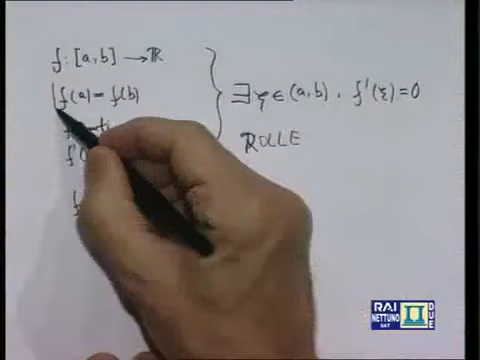 f: [a, b] → ℝ
f(a) = f(b)
∃ ξ ∈ (a, b), f'(ξ) = 0
ROLLE
RAI
NETTUNO
SAT
DUE